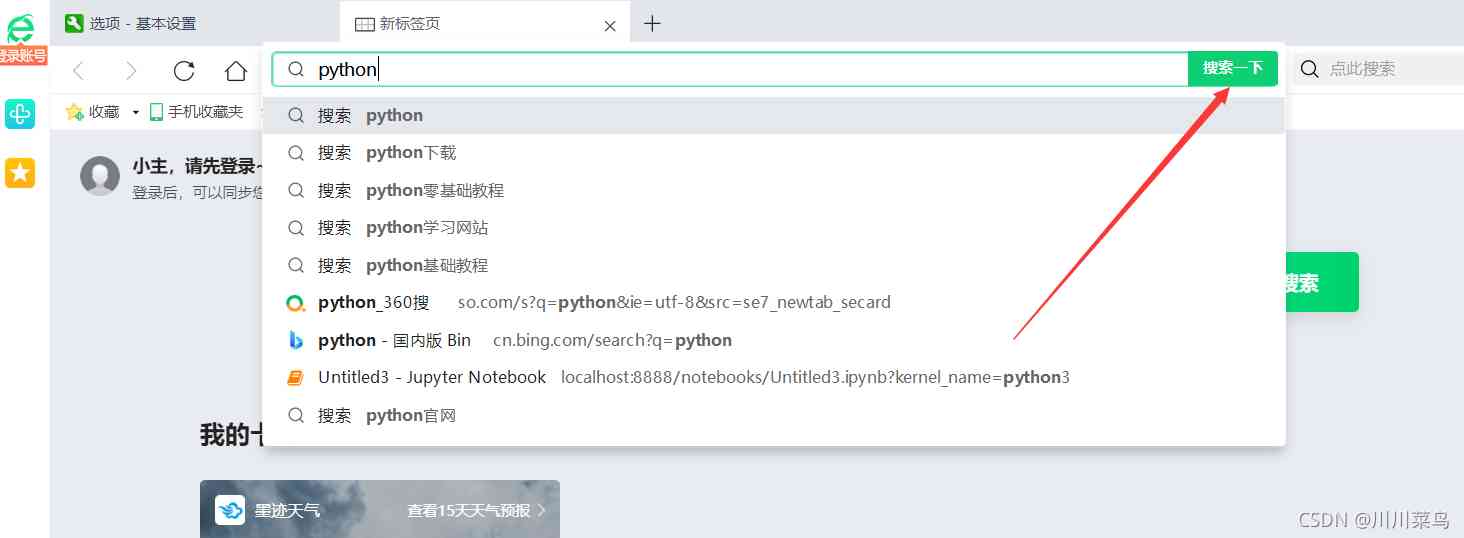 选项 - 基本设置
新标签页
登录账号
python
搜索一下
点此搜索
收藏
手机收藏夹
搜索 python
搜索 python下载
搜索 python零基础教程
搜索 python学习网站
搜索 python基础教程
python_360搜 so.com/s?q=python&ie=utf-8&src=se7_newtab_secard
python - 国内版 Bin cn.bing.com/search?q=python
Untitled3 - Jupyter Notebook localhost:8888/notebooks/Untitled3.ipynb?kernel_name=python3
搜索 python官网
小主，请先登录~
登录后，可以同步您
搜索
我的卡
墨迹天气
查看15天天气预报
CSDN @川川菜鸟